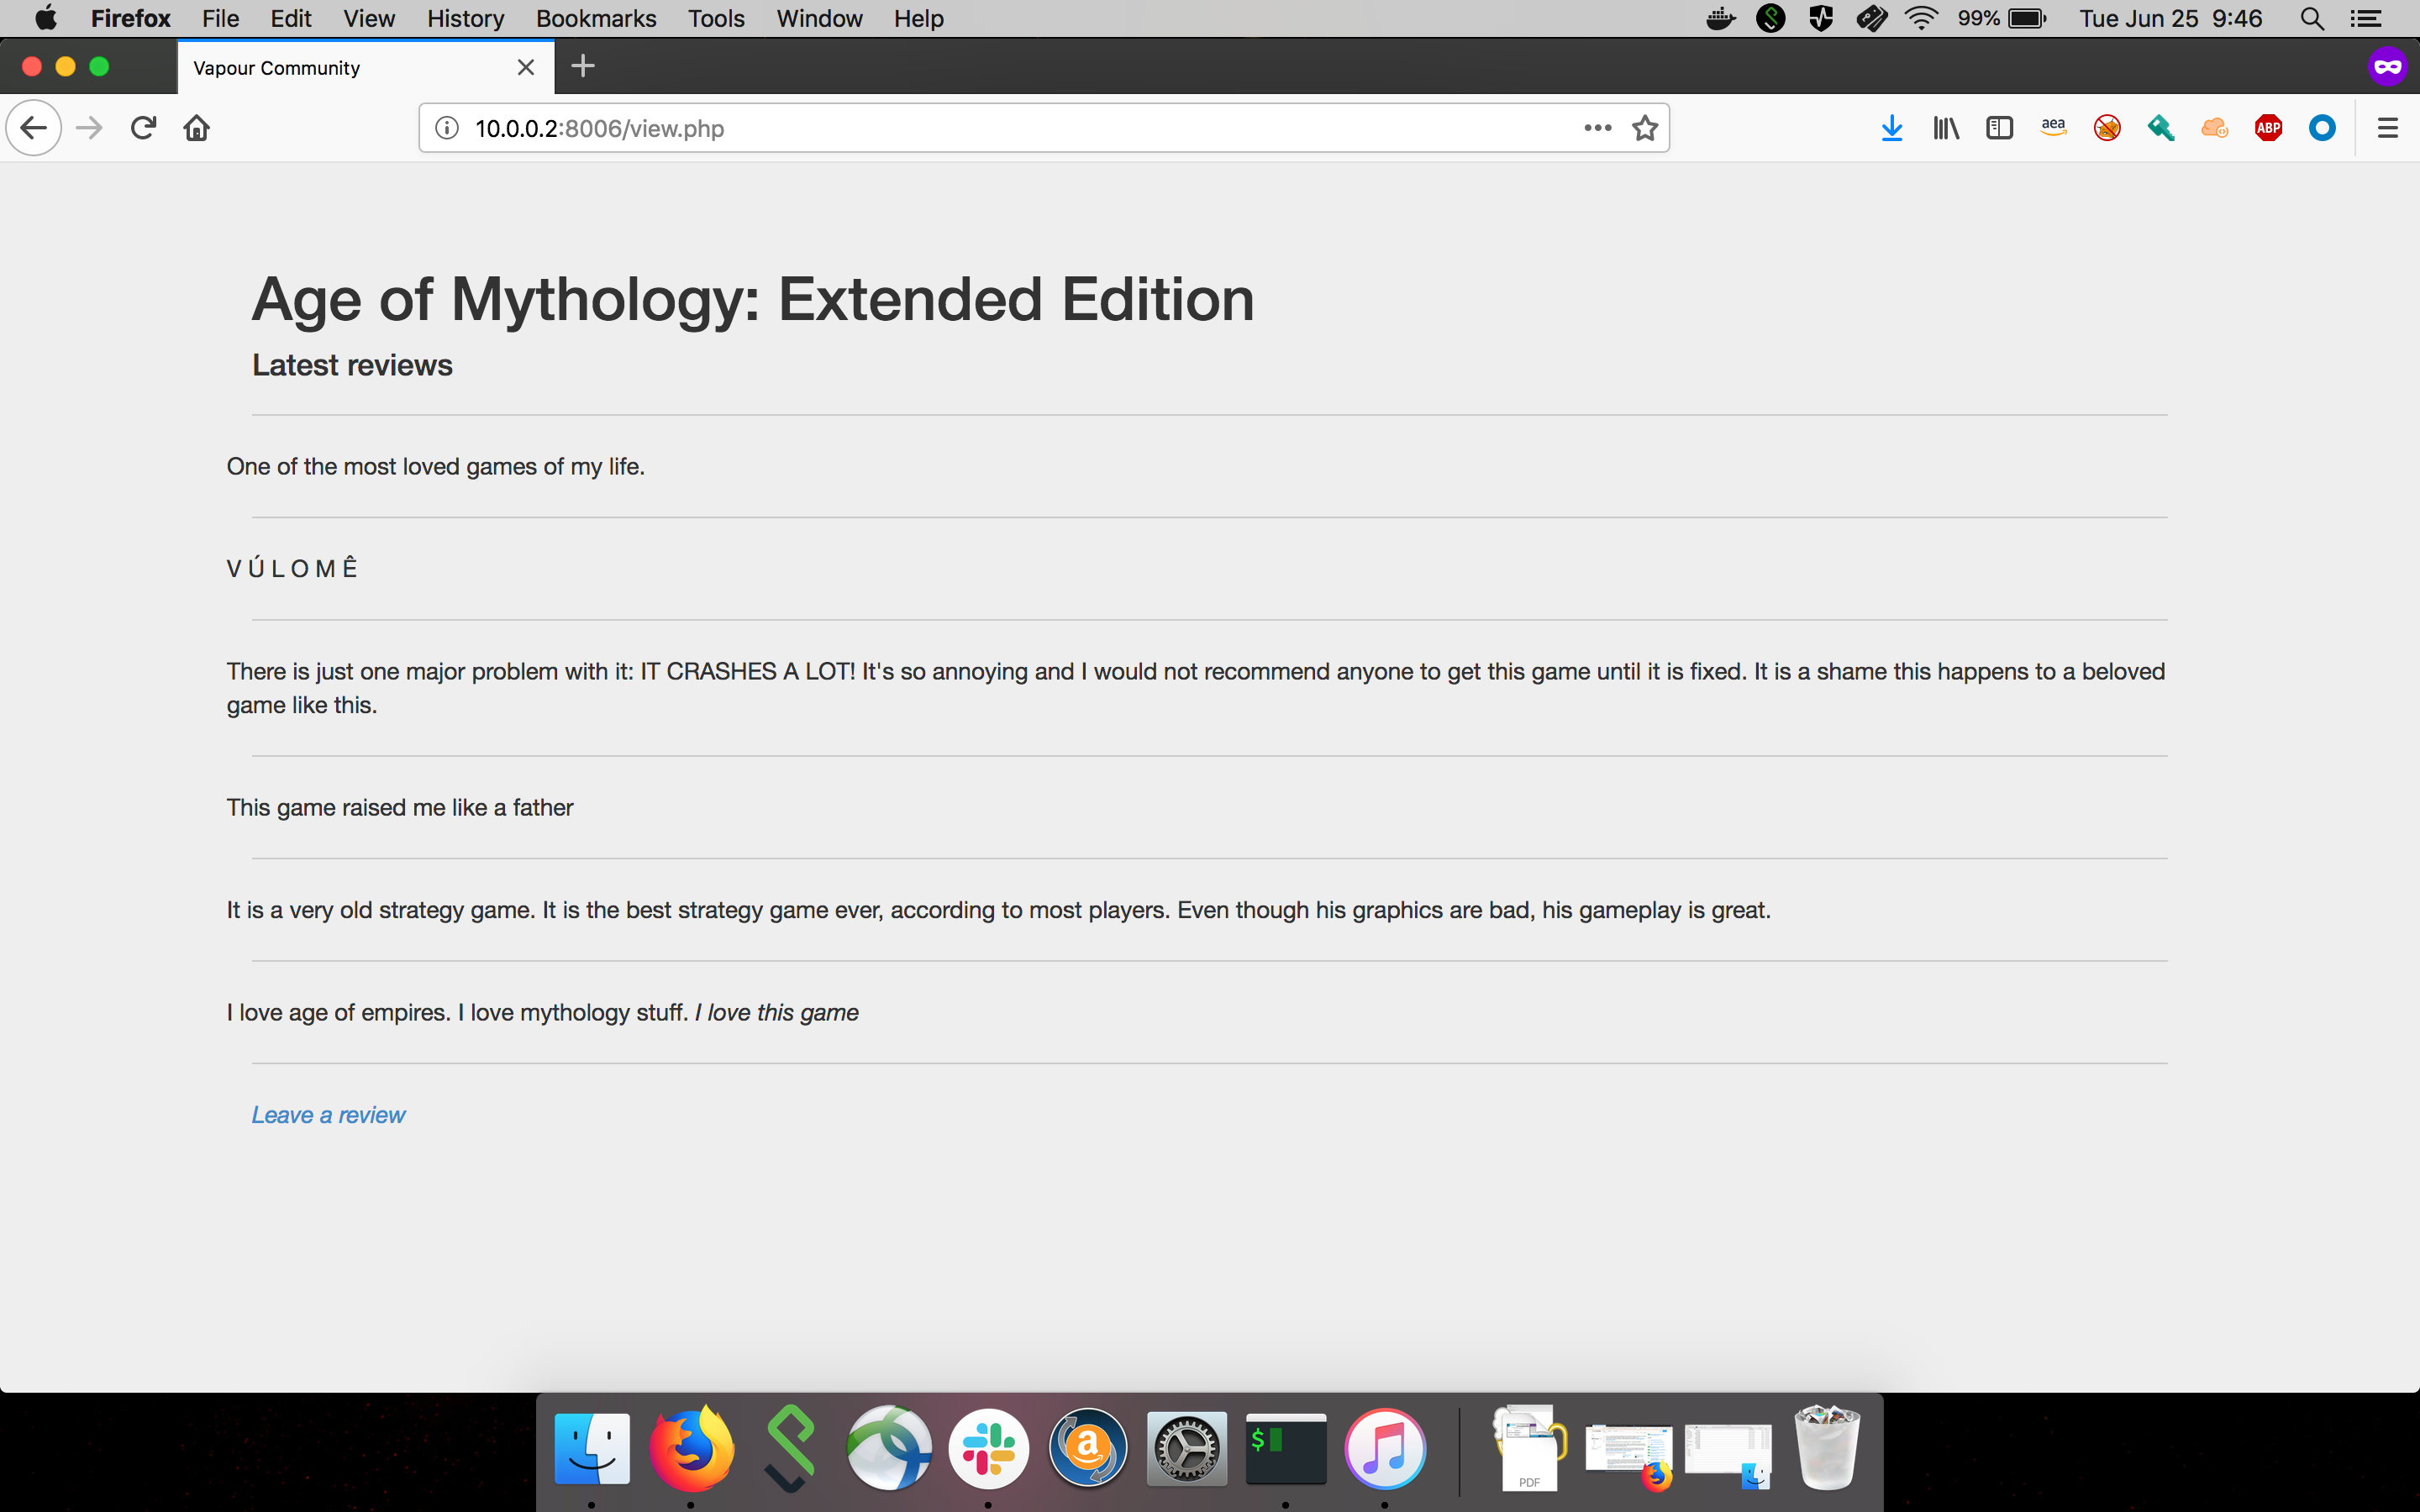 Firefox File Edit View History Bookmarks Tools Window Help 99% Tue Jun 25 9:46
Vapour Community
10.0.0.2:8006/view.php
aea
ABP
Age of Mythology: Extended Edition
Latest reviews
One of the most loved games of my life.
V Ú L O M Ê
There is just one major problem with it: IT CRASHES A LOT! It's so annoying and I would not recommend anyone to get this game until it is fixed. It is a shame this happens to a beloved
game like this.
This game raised me like a father
It is a very old strategy game. It is the best strategy game ever, according to most players. Even though his graphics are bad, his gameplay is great.
I love age of empires. I love mythology stuff. I love this game
Leave a review
a
$
PDF